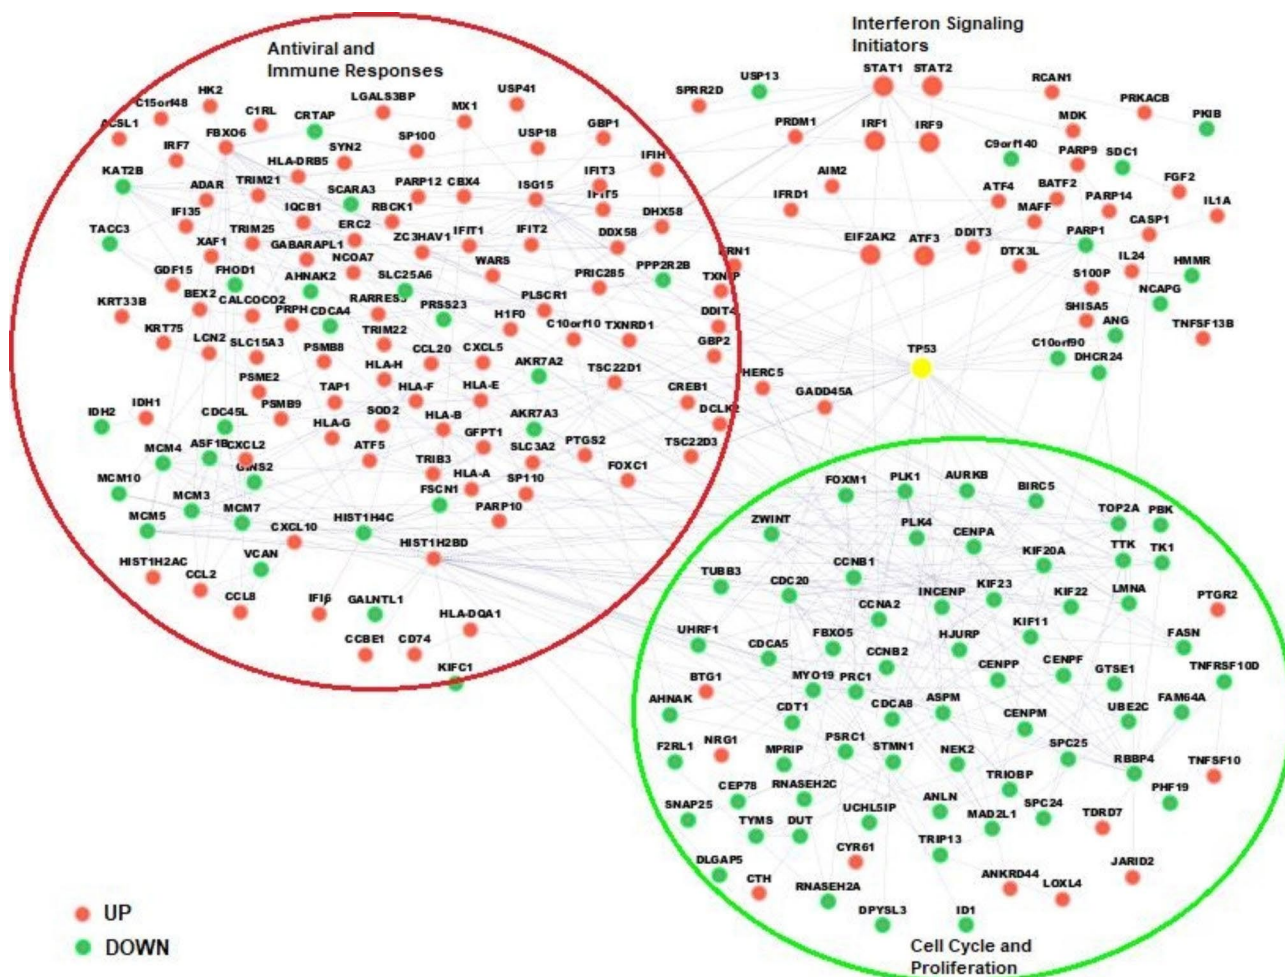 Interferon Signaling
Initiators
Antiviral and
Immune Responses
STAT1 STAT2
USP13
SPRR2D
RCAN1
PRKACB
PKIB
PRDM1
IRF1
IRF9
MDK
C9orf140
PARP9
SDC1
AIM2
IFRD1
ATF4
BATF2
FGF2
MAFF
PARP14
IL1A
CASP1
EIF2AK2
ATF3
DDIT3
PARP1
DTX3L
IL24
HMMR
S100P
NCAPG
SHISA5
TNFSF13B
ANG
C10orf90
DHCR24
TP53
HERC5
GADD45A
HK2
C15orf48
ACSL1
LGALS3BP
USP41
C1RL
CRTAP
MX1
FBXO6
IRF7
SYN2
SP100
USP18
GBP1
KAT2B
HLA-DRB5
IFIT3
ADAR
TRIM21
SCARA3
PARP12
CBX4
ISG15
IFIT5
IFI35
IQCB1
RBCK1
DHX58
TACC3
XAF1
TRIM25
ERC2
ZC3HAV1
IFIT1
IFIT2
DDX58
GABARAPL1
NCOA7
WARS
GDF15
FHOD1
AHNAK2
SLC25A6
PRIC285
PPP2R2B
KRT33B
BEX2
CALCOCO2
PRPH
CDCA4
PRSS23
PLSCR1
DDIT4
KRT75
TRIM22
H1F0
C10orf10
TXNRD1
GBP2
LCN2
SLC15A3
PSMB8
CCL20
CXCL5
AKR7A2
TSC22D1
PSME2
HLA-H
TAP1
HLA-F
HLA-E
CREB1
IDH2
IDH1
CDC45L
PSMB9
SOD2
HLA-B
AKR7A3
DCLK2
HLA-G
GFPT1
MCM4
ASF1B
CXCL2
ATF5
TRIB3
SLC3A2
PTGS2
TSC22D3
MCM10
GINS2
HLA-A
SP110
FOXC1
MCM3
FSCN1
MCM5
MCM7
CXCL10
HIST1H4C
PARP10
HIST1H2BD
HIST1H2AC
VCAN
CCL2
CCL8
IFI6
GALNTL1
HLA-DQA1
CCBE1
CD74
KIFC1
FOXM1
PLK1
AURKB
BIRC5
ZWINT
PLK4
CENPA
TOP2A
PBK
TTK
TK1
TUBB3
CDC20
CCNB1
KIF20A
CCNA2
INCENP
KIF23
KIF22
LMNA
PTGR2
UHRF1
CDCA5
FBXO5
HJURP
KIF11
FASN
CCNB2
BTG1
MYO19
PRC1
CENPP
CENPF
GTSE1
TNFRSF10D
AHNAK
CDT1
CDCA8
ASPM
CENPM
UBE2C
FAM64A
F2RL1
NRG1
MPRIP
PSRC1
STMN1
NEK2
SPC25
RBBP4
TNFSF10
CEP78
RNASEH2C
TRIOBP
PHF19
SNAP25
TYMS
DUT
UCHL5IP
ANLN
MAD2L1
SPC24
TDRD7
DLGAP5
CYR61
TRIP13
CTH
RNASEH2A
ANKRD44
LOXL4
JARID2
DPYSL3
ID1
UP
DOWN
Cell Cycle and
Proliferation